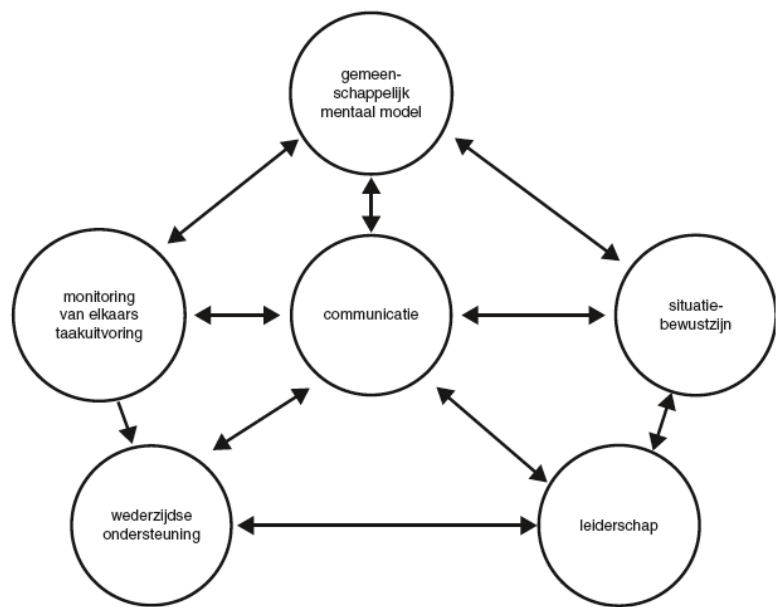 gemeen-
schappelijk
mentaal model
monitoring
van elkaars
taakuitvoring
communicatie
situatie-
bewustzijn
wederzijdse
ondersteuning
leiderschap